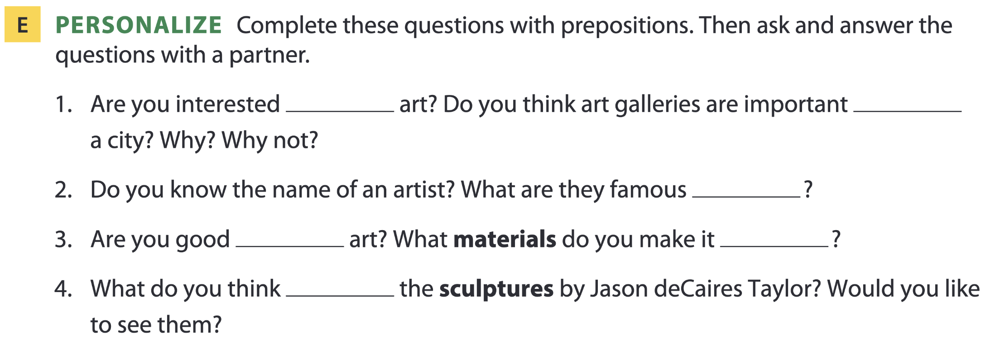 E PERSONALIZE Complete these questions with prepositions. Then ask and answer the
questions with a partner.
1. Are you interested __________ art? Do you think art galleries are important __________
a city? Why? Why not?
2. Do you know the name of an artist? What are they famous __________?
3. Are you good __________ art? What materials do you make it __________?
4. What do you think __________ the sculptures by Jason deCaires Taylor? Would you like
to see them?